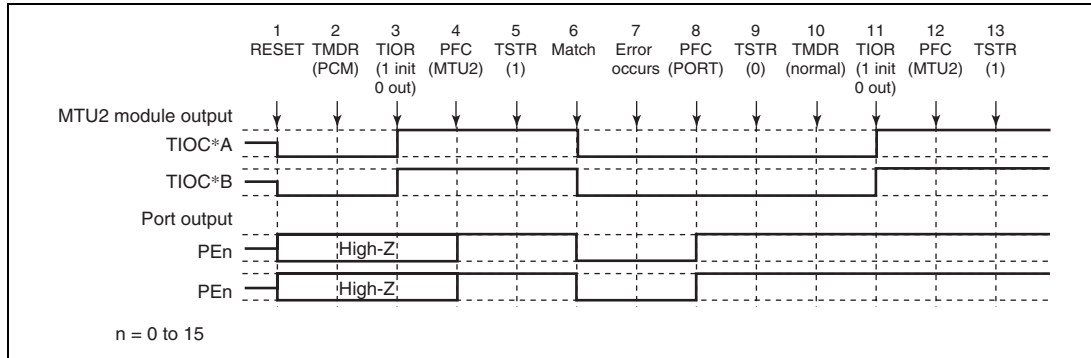 1 2 3 4 5 6 7 8 9 10 11 12 13
RESET TMDR TIOR PFC TSTR Match Error PFC TSTR TMDR TIOR PFC TSTR
(PCM) (1 init (MTU2) (1) occurs (PORT) (0) (normal) (1 init (MTU2) (1)
0 out) 0 out)
MTU2 module output
TIOC*A
TIOC*B
Port output
PEn High-Z
PEn High-Z
n = 0 to 15